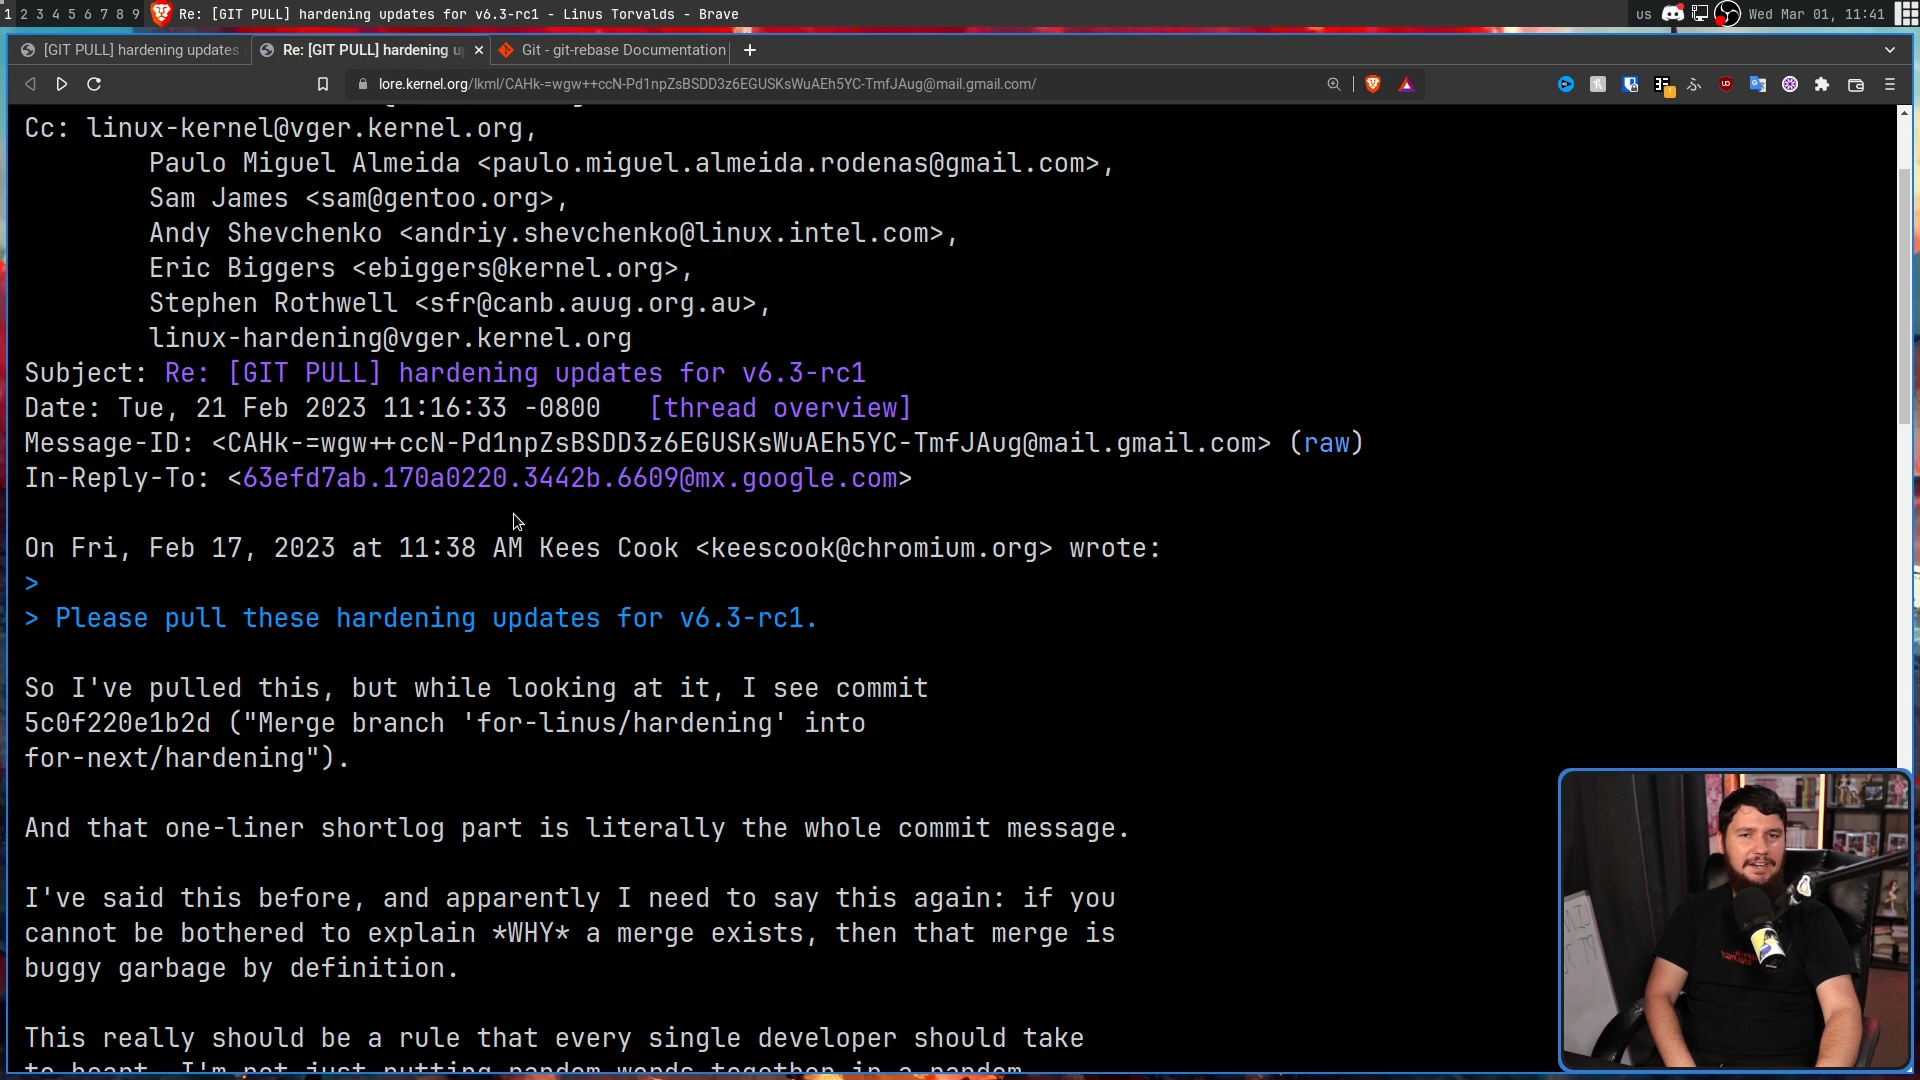 1 2 3 4 5 6 7 8 9 Re: [GIT PULL] hardening updates for v6.3-rc1 - Linus Torvalds - Brave us Wed Mar 01, 11:41
[GIT PULL] hardening updates Re: [GIT PULL] hardening u Git - git-rebase Documentation
lore.kernel.org/lkml/CAHk-=wgw++ccN-Pd1npZsBSDD3z6EGUSKsWuAEh5YC-TmfJAug@mail.gmail.com/
Cc: linux-kernel@vger.kernel.org,
Paulo Miguel Almeida <paulo.miguel.almeida.rodenas@gmail.com>,
Sam James <sam@gentoo.org>,
Andy Shevchenko <andriy.shevchenko@linux.intel.com>,
Eric Biggers <ebiggers@kernel.org>,
Stephen Rothwell <sfr@canb.auug.org.au>,
linux-hardening@vger.kernel.org
Subject: Re: [GIT PULL] hardening updates for v6.3-rc1
Date: Tue, 21 Feb 2023 11:16:33 -0800 [thread overview]
Message-ID: <CAHk-=wgw++ccN-Pd1npZsBSDD3z6EGUSKsWuAEh5YC-TmfJAug@mail.gmail.com> (raw)
In-Reply-To: <63efd7ab.170a0220.3442b.6609@mx.google.com>
On Fri, Feb 17, 2023 at 11:38 AM Kees Cook <keescook@chromium.org> wrote:
>
> Please pull these hardening updates for v6.3-rc1.
So I've pulled this, but while looking at it, I see commit
5c0f220e1b2d ("Merge branch 'for-linus/hardening' into
for-next/hardening").
And that one-liner shortlog part is literally the whole commit message.
I've said this before, and apparently I need to say this again: if you
cannot be bothered to explain *WHY* a merge exists, then that merge is
buggy garbage by definition.
This really should be a rule that every single developer should take
to heart. I'm not just putting random words together in a random